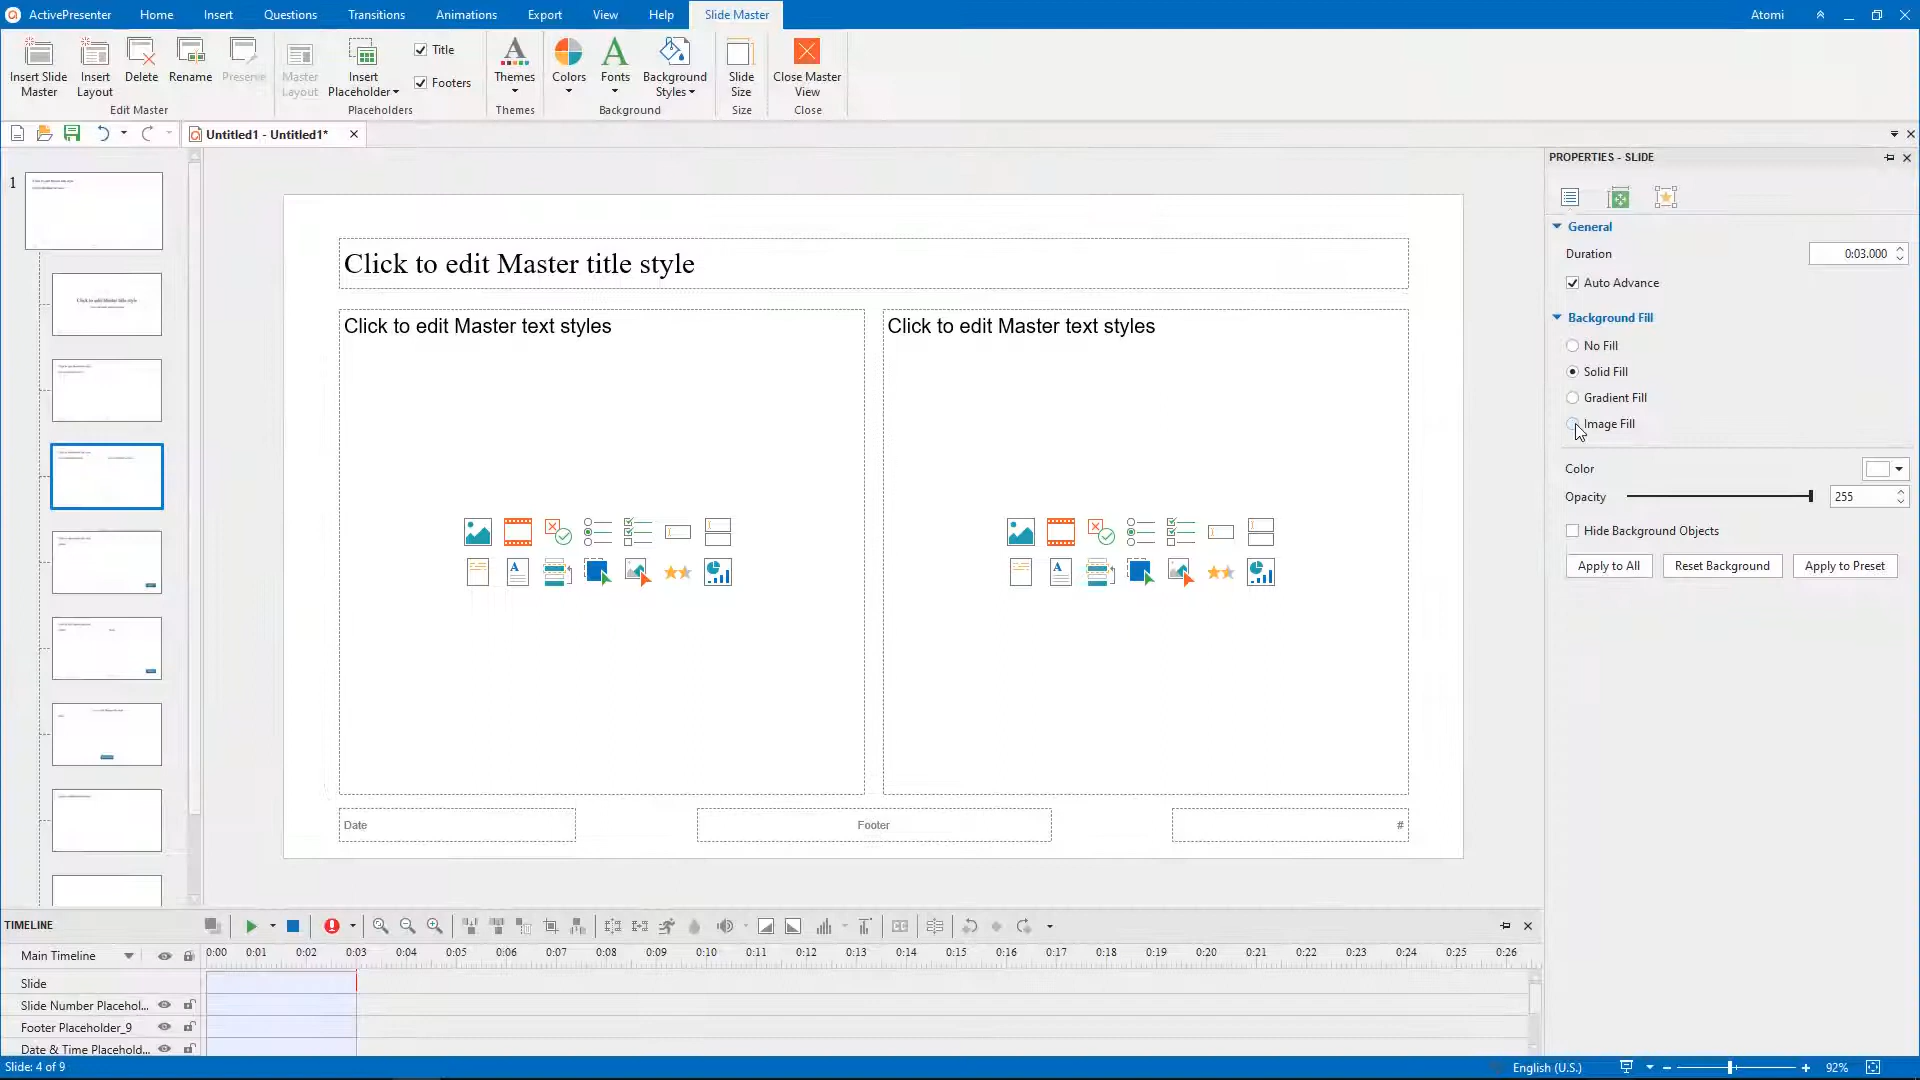 ActivePresenter Home Insert Questions Transitions Animations Export View Help Slide Master Atomi
Insert Slide Master
Insert Layout
Delete
Rename
Preserve
Edit Master
Master Layout
Insert Placeholder
Title
Footers
Placeholders
Themes
Themes
Colors
Fonts
Background Styles
Background
Slide Size
Size
Close Master View
Close
Untitled1 - Untitled1*
1
Click to edit Master title style
Click to edit Master text styles
Click to edit Master text styles
Date
Footer
#
PROPERTIES - SLIDE
General
Duration 0:03.000
Auto Advance
Background Fill
No Fill
Solid Fill
Gradient Fill
Image Fill
Color
Opacity 255
Hide Background Objects
Apply to All Reset Background Apply to Preset
TIMELINE
Main Timeline 0:00 0:01 0:02 0:03 0:04 0:05 0:06 0:07 0:08 0:09 0:10 0:11 0:12 0:13 0:14 0:15 0:16 0:17 0:18 0:19 0:20 0:21 0:22 0:23 0:24 0:25 0:26
Slide
Slide Number Placehol...
Footer Placeholder_9
Date & Time Placehold...
Slide: 4 of 9 English (U.S.) 92%